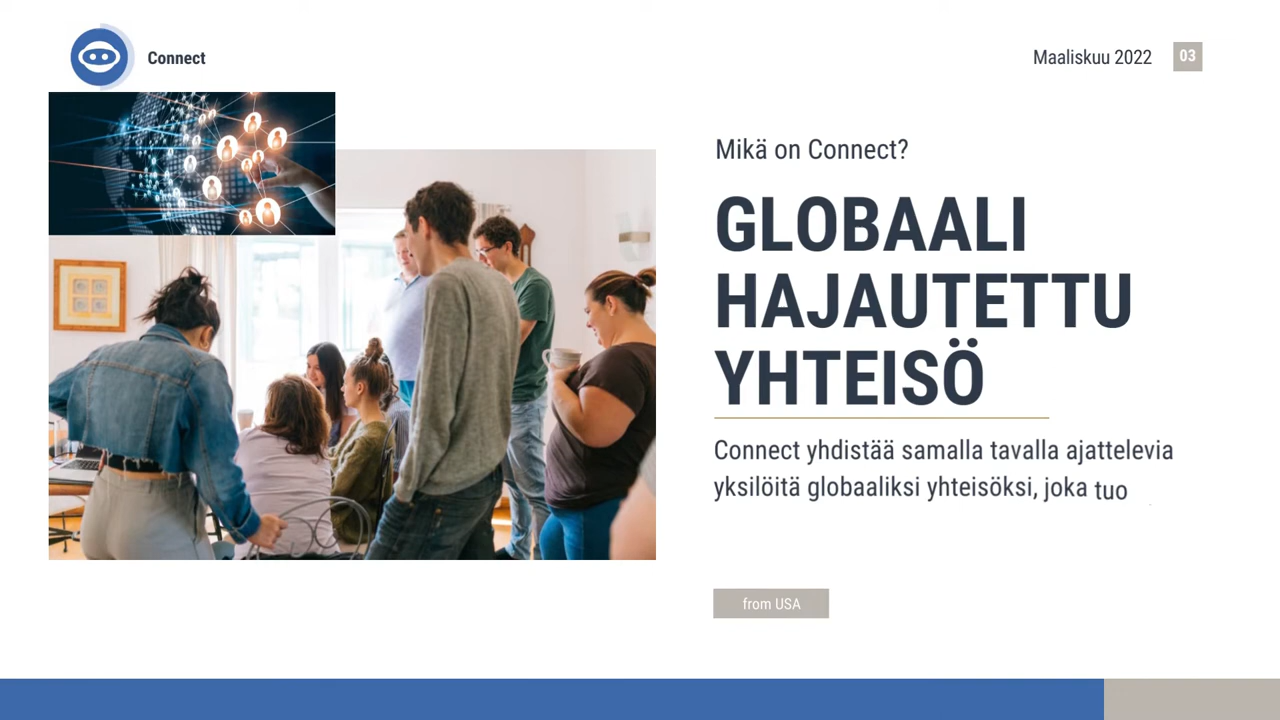 Connect
Maaliskuu 2022
03
Mikä on Connect?
GLOBAALI
HAJAUTETTU
YHTEISÖ
Connect yhdistää samalla tavalla ajattelevia
yksilöitä globaaliksi yhteisöksi, joka tuo
from USA